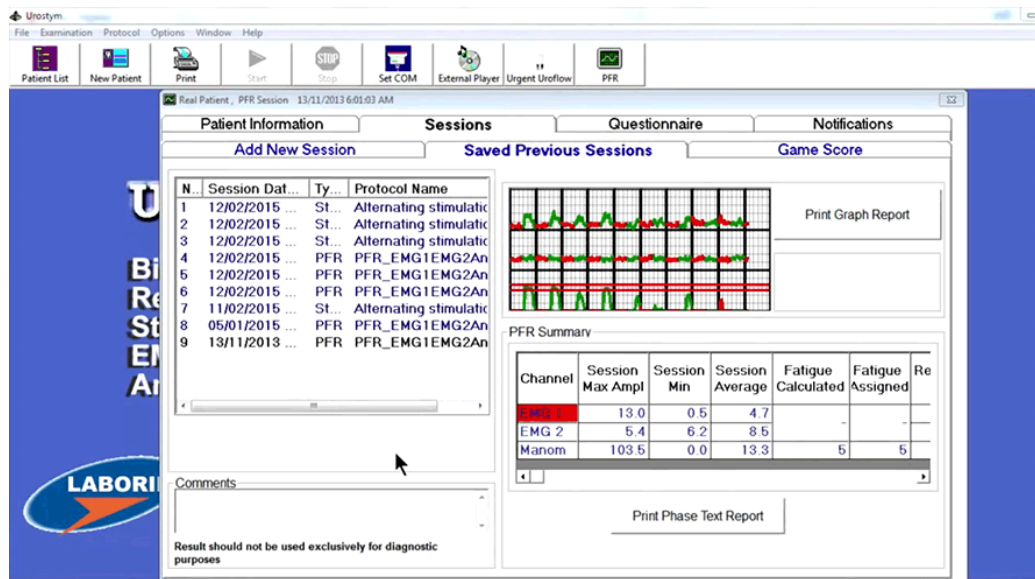 Urostym
File Examination Protocol Options Window Help
Patient List New Patient Print Start STOP Stop Set COM External Player Urgent Uroflow PFR
Real Patient , PFR Session 13/11/2013 6:01:03 AM
Patient Information Sessions Questionnaire Notifications
Add New Session Saved Previous Sessions Game Score
N... Session Dat... Ty... Protocol Name
1 12/02/2015 ... St... Alternating stimulatic
2 12/02/2015 ... St... Alternating stimulatic
3 12/02/2015 ... St... Alternating stimulatic
4 12/02/2015 ... PFR PFR_EMG1EMG2An
5 12/02/2015 ... PFR PFR_EMG1EMG2An
6 12/02/2015 ... PFR PFR_EMG1EMG2An
7 11/02/2015 ... St... Alternating stimulatic
8 05/01/2015 ... PFR PFR_EMG1EMG2An
9 13/11/2013 ... PFR PFR_EMG1EMG2An
Print Graph Report
PFR Summary
Channel Session Max Ampl Session Min Session Average Fatigue Calculated Fatigue Assigned Re
EMG 1 13.0 0.5 4.7 - -
EMG 2 5.4 6.2 8.5
Manom 103.5 0.0 13.3 5 5
Print Phase Text Report
Comments
Result should not be used exclusively for diagnostic
purposes
U
Bi
Re
St
E
Ar
LABORI